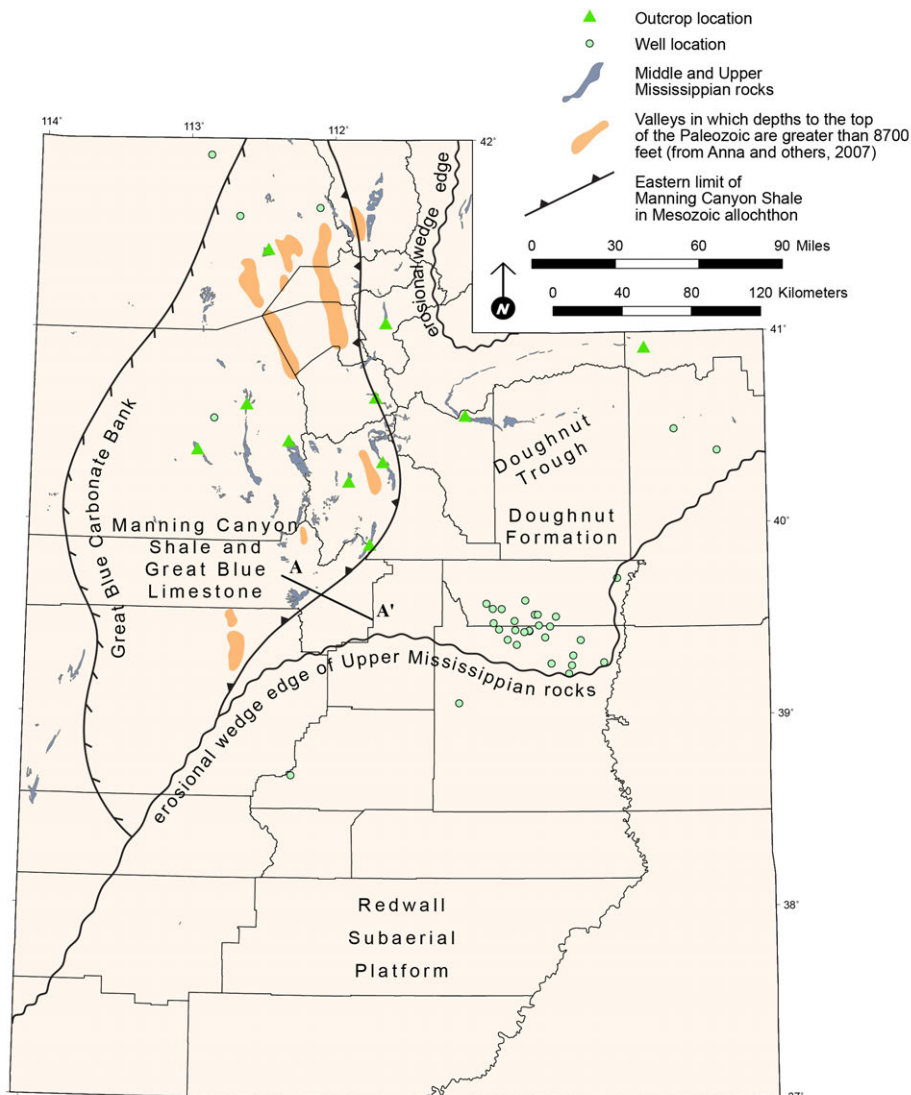 Outcrop location
Well location
Middle and Upper
Mississippian rocks
Valleys in which depths to the top
of the Paleozoic are greater than 8700
feet (from Anna and others, 2007)
Eastern limit of
Manning Canyon Shale
in Mesozoic allochthon
0 30 60 90 Miles
0 40 80 120 Kilometers
N
114'
113'
112'
42'
41'
40'
39'
38'
37'
erosional wedge edge
Great Blue Carbonate Bank
Manning Canyon
Shale and
Great Blue
Limestone
A
A'
Doughnut
Trough
Doughnut
Formation
erosional wedge edge of Upper Mississippian rocks
Redwall
Subaerial
Platform